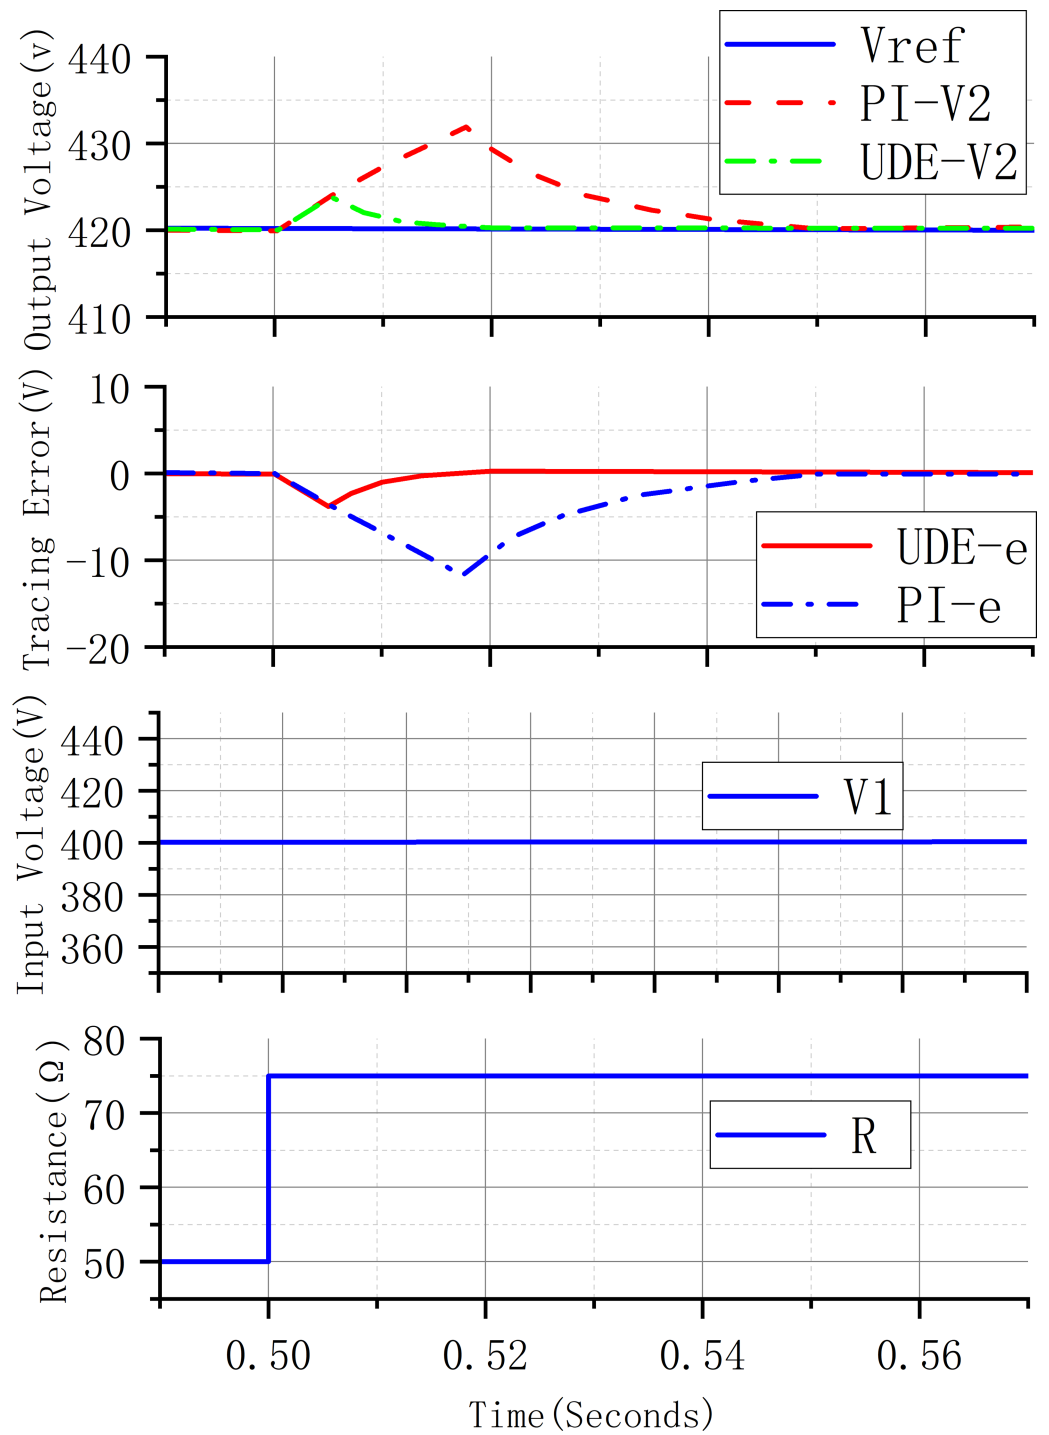 Output Voltage(v)
440
430
420
410
Vref
PI-V2
UDE-V2
Tracing Error(V)
10
0
-10
-20
UDE-e
PI-e
Input Voltage(V)
440
420
400
380
360
V1
Resistance(Ω)
80
70
60
50
R
0.50 0.52 0.54 0.56
Time(Seconds)